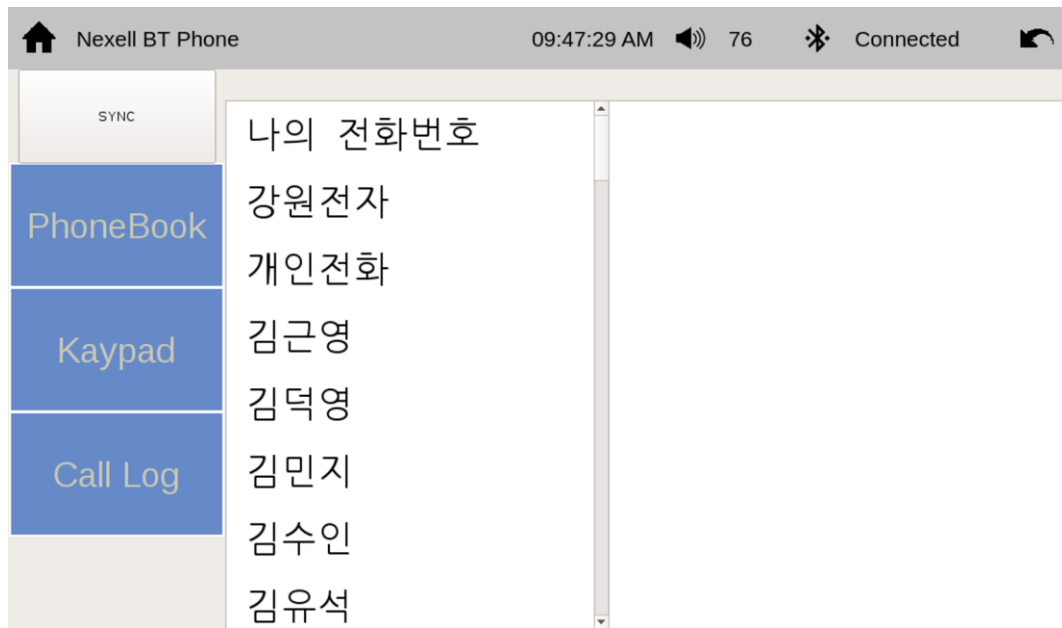 Nexell BT Phone 09:47:29 AM 76 Connected
SYNC
PhoneBook
Kaypad
Call Log
나의 전화번호
강원전자
개인전화
김근영
김덕영
김민지
김수인
김유석